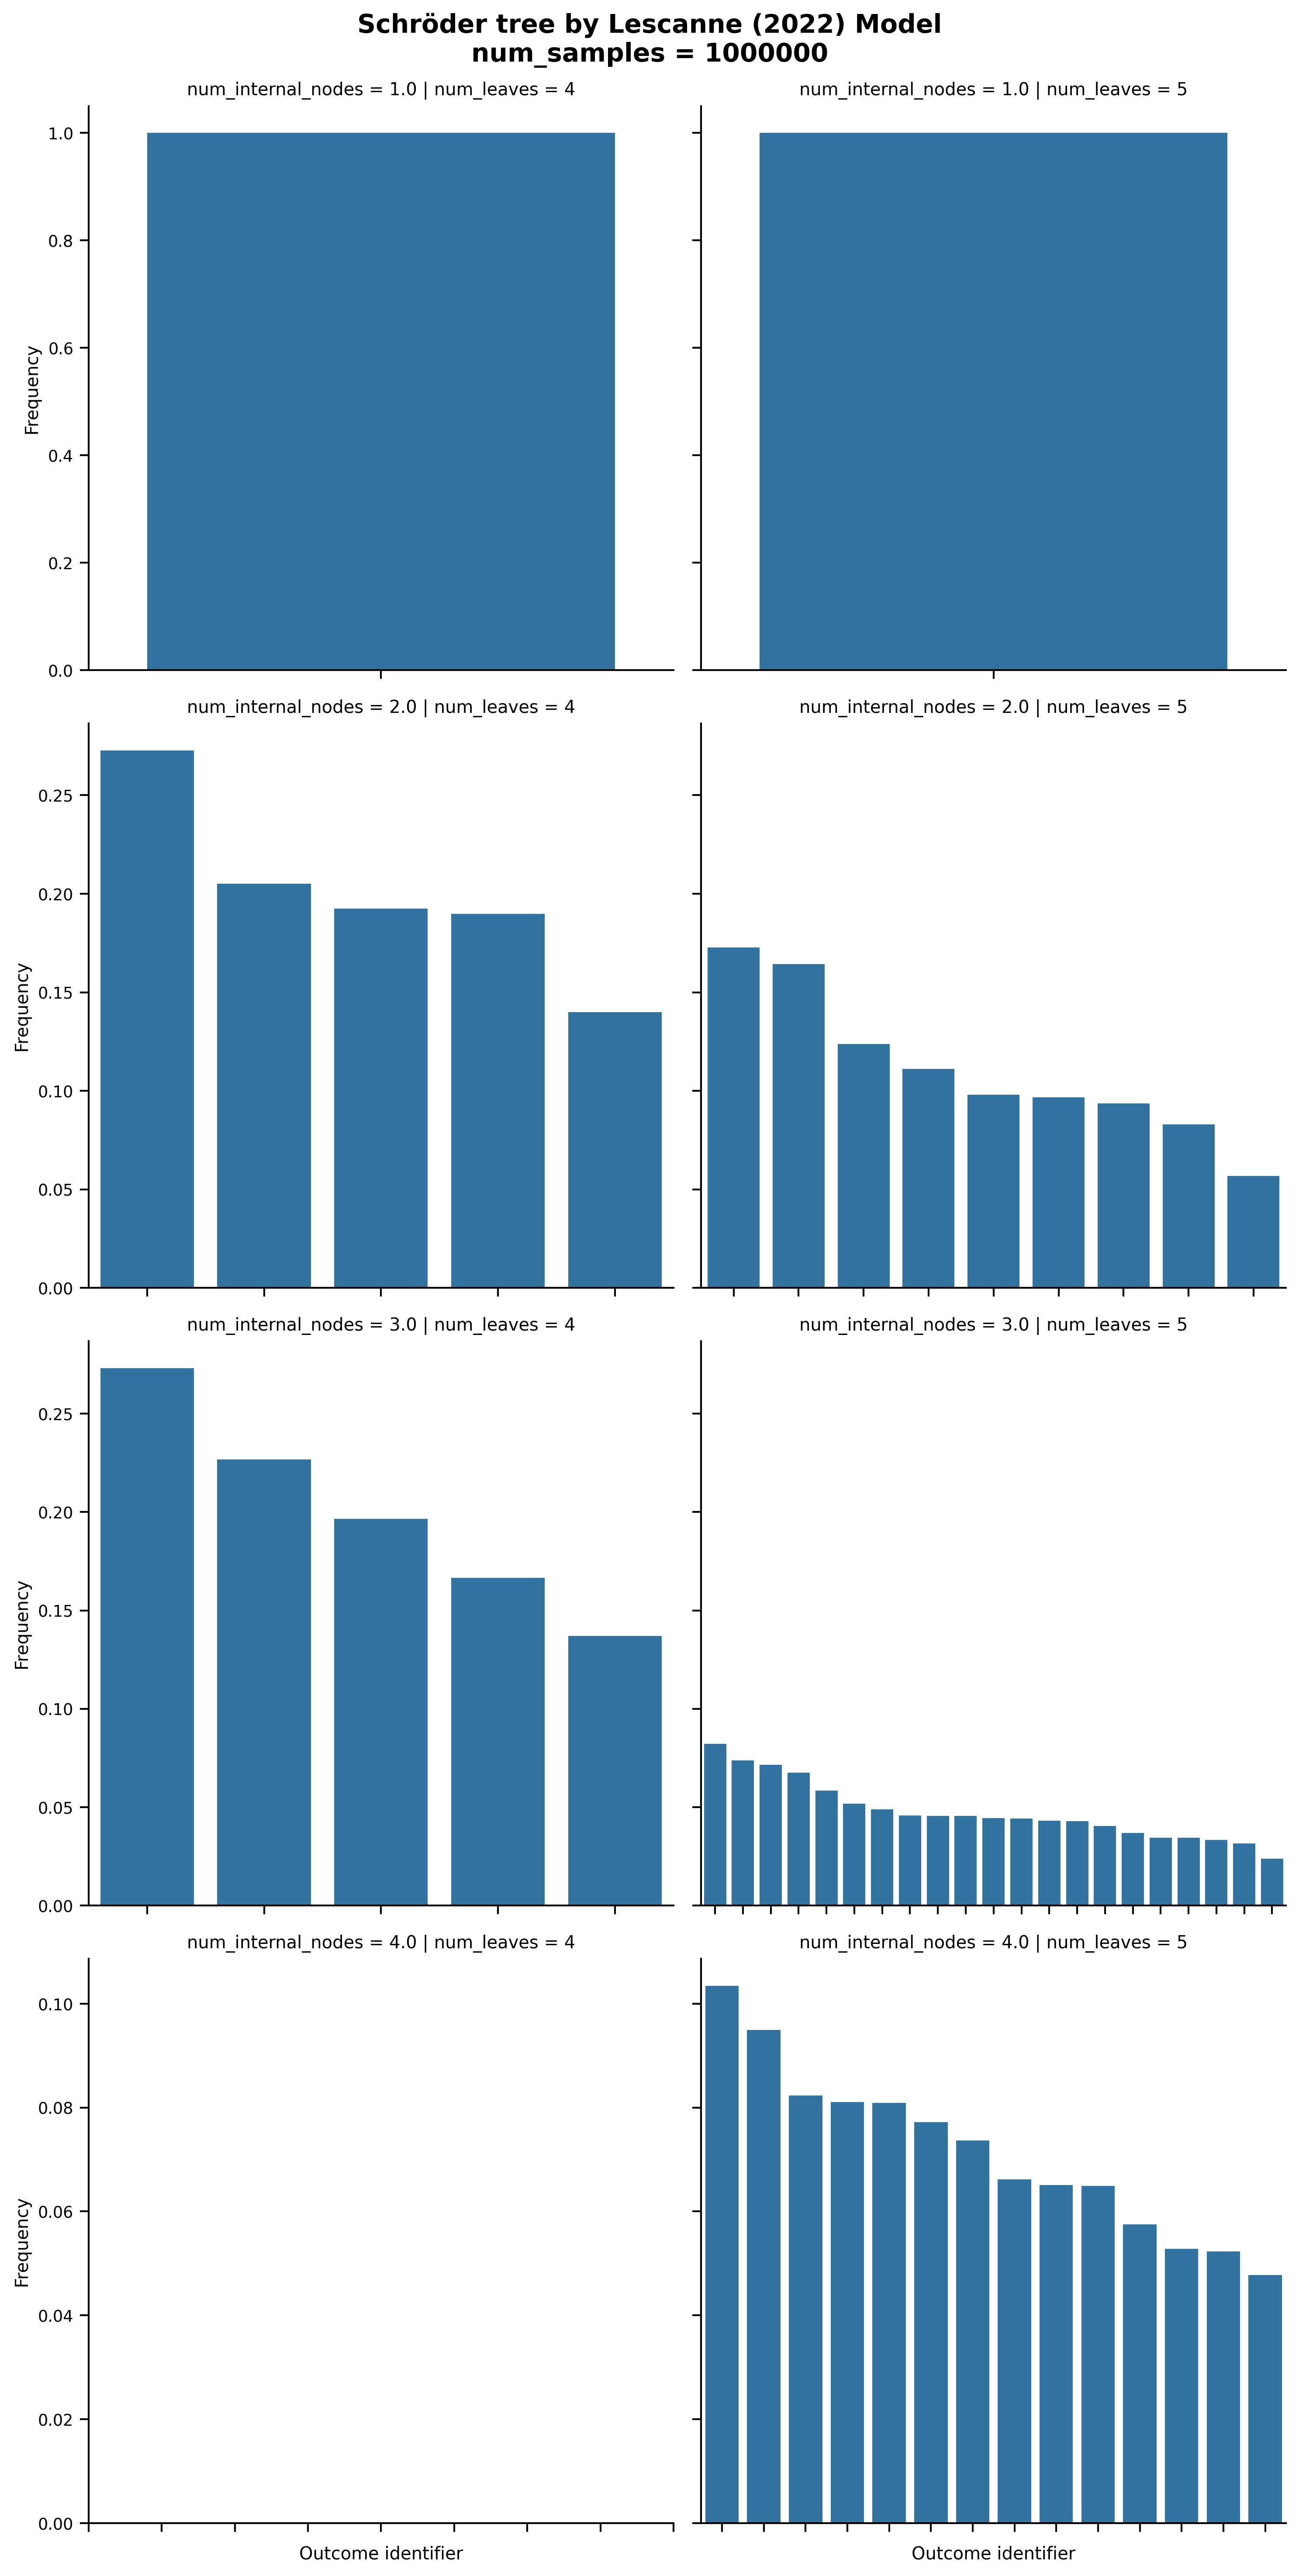 Schröder tree by Lescanne (2022) Model
num_samples = 1000000
num_internal_nodes = 1.0 | num_leaves = 4
num_internal_nodes = 1.0 | num_leaves = 5
1.0
0.8
0.6
0.4
0.2
0.0
Frequency
num_internal_nodes = 2.0 | num_leaves = 4
num_internal_nodes = 2.0 | num_leaves = 5
0.25
0.20
0.15
0.10
0.05
0.00
Frequency
num_internal_nodes = 3.0 | num_leaves = 4
num_internal_nodes = 3.0 | num_leaves = 5
0.25
0.20
0.15
0.10
0.05
0.00
Frequency
num_internal_nodes = 4.0 | num_leaves = 4
num_internal_nodes = 4.0 | num_leaves = 5
0.10
0.08
0.06
0.04
0.02
0.00
Frequency
Outcome identifier
Outcome identifier